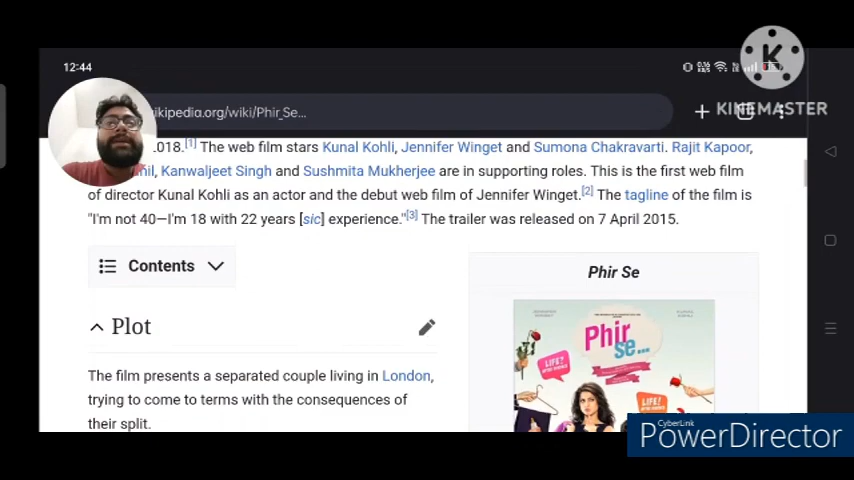 12:44
KINEMASTER
ikipedia.org/wiki/Phir_Se...
2018.[1] The web film stars Kunal Kohli, Jennifer Winget and Sumona Chakravarti. Rajit Kapoor,
Kanwaljeet Singh and Sushmita Mukherjee are in supporting roles. This is the first web film
of director Kunal Kohli as an actor and the debut web film of Jennifer Winget.[2] The tagline of the film is
"I'm not 40—I'm 18 with 22 years [sic] experience."[3] The trailer was released on 7 April 2015.
Contents
Phir Se
Plot
Phir
se...
LIFE?
LIFE!
The film presents a separated couple living in London,
trying to come to terms with the consequences of
their split.
CyberLink
PowerDirector